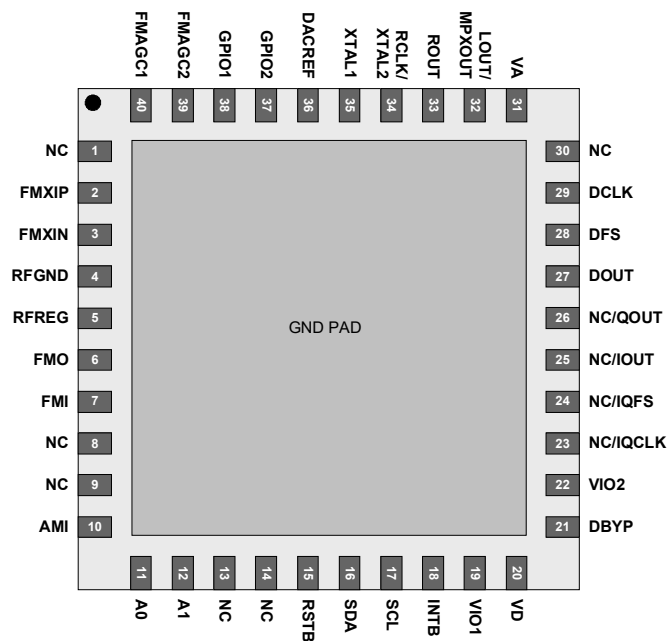 FMAGC1
FMAGC2
GPIO1
GPIO2
DACREF
XTAL1
RCLK/
XTAL2
ROUT
LOUT/
MPXOUT
VA
40
39
38
37
36
35
34
33
32
31
NC 1
FMXIP 2
FMXIN 3
RFGND 4
RFREG 5
FMO 6
FMI 7
NC 8
NC 9
AMI 10
GND PAD
30 NC
29 DCLK
28 DFS
27 DOUT
26 NC/QOUT
25 NC/IOUT
24 NC/IQFS
23 NC/IQCLK
22 VIO2
21 DBYP
11
12
13
14
15
16
17
18
19
20
A0
A1
NC
NC
RSTB
SDA
SCL
INTB
VIO1
VD